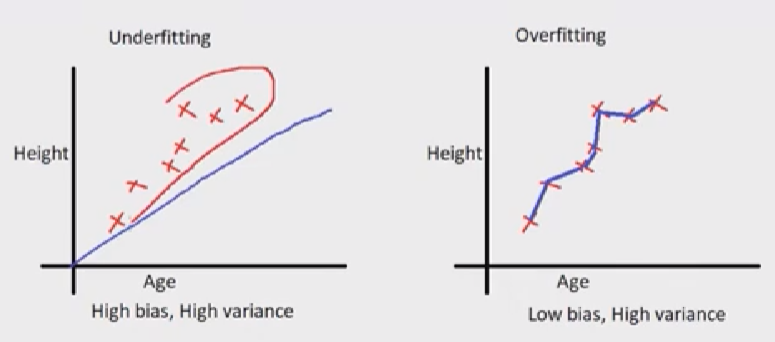 Underfitting
Height
Age
High bias, High variance
Overfitting
Height
Age
Low bias, High variance